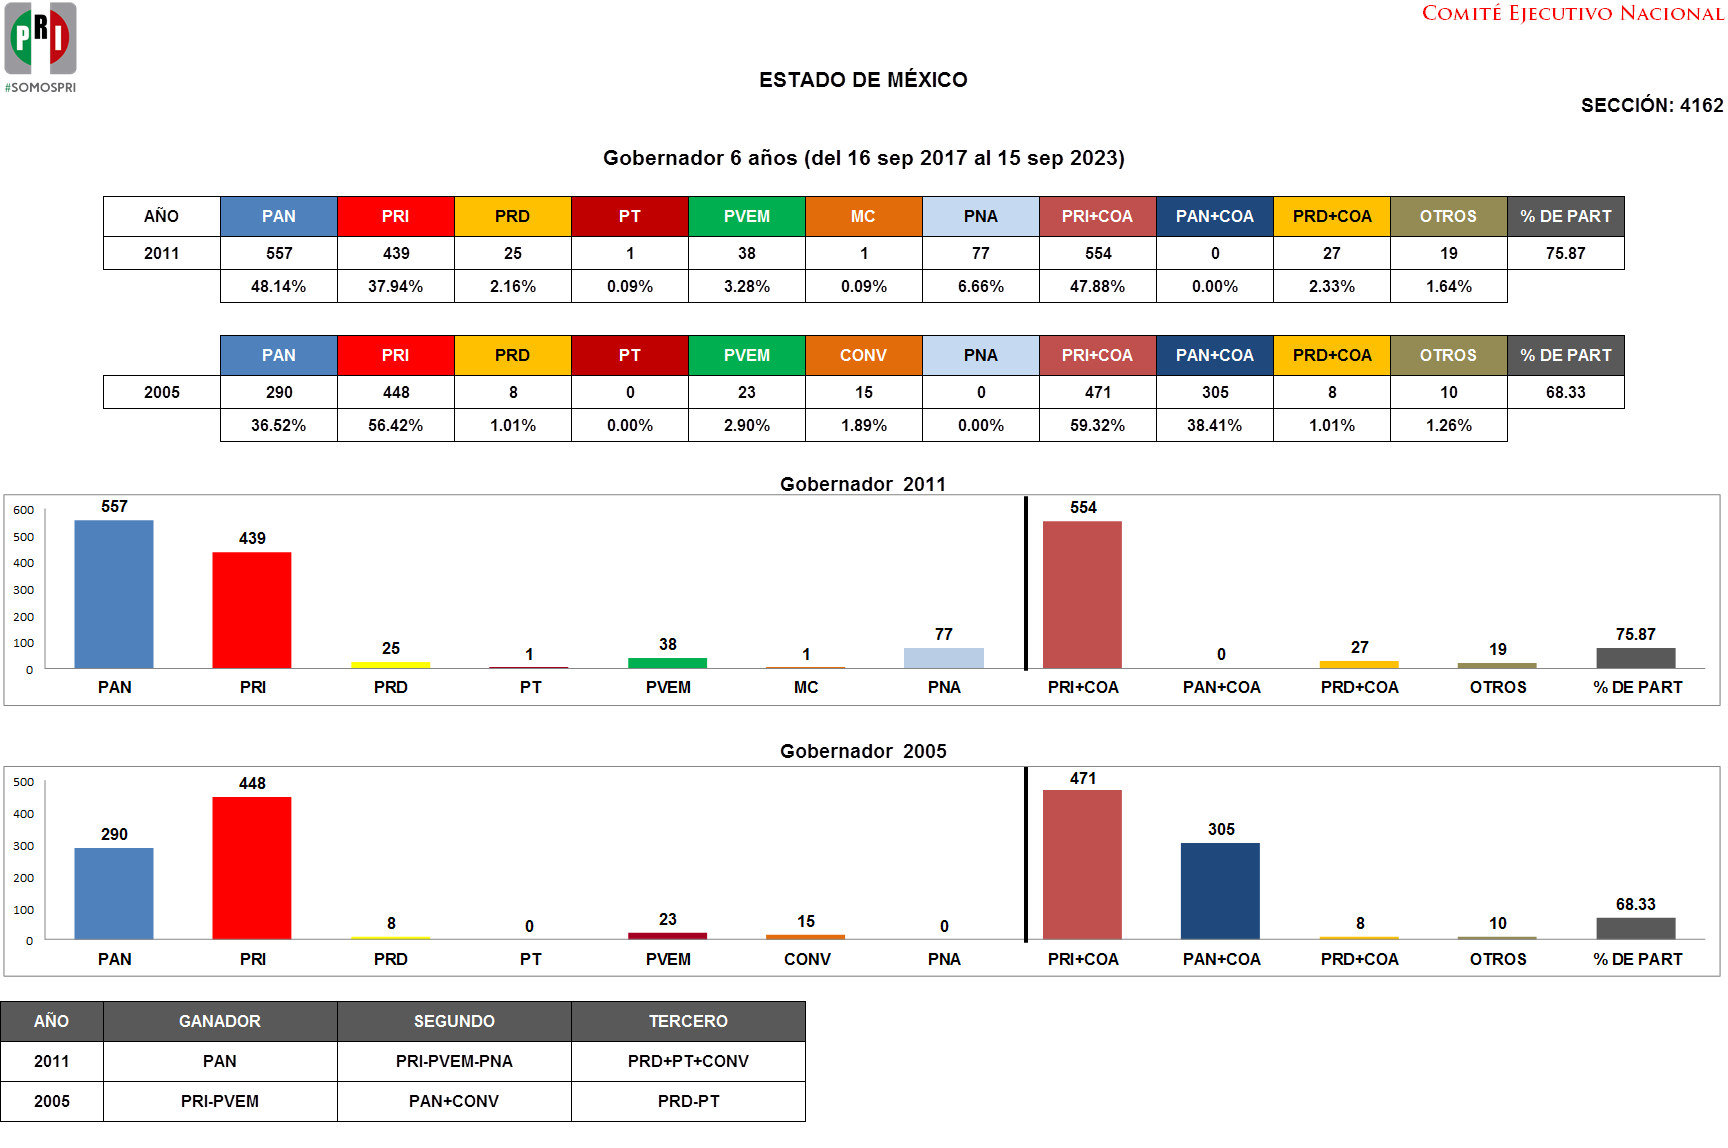 PRI
#SOMOSPRI
COMITÉ EJECUTIVO NACIONAL
ESTADO DE MÉXICO
SECCIÓN: 4162
Gobernador 6 años (del 16 sep 2017 al 15 sep 2023)
AÑO PAN PRI PRD PT PVEM MC PNA PRI+COA PAN+COA PRD+COA OTROS % DE PART
2011 557 439 25 1 38 1 77 554 0 27 19 75.87
48.14% 37.94% 2.16% 0.09% 3.28% 0.09% 6.66% 47.88% 0.00% 2.33% 1.64%
PAN PRI PRD PT PVEM CONV PNA PRI+COA PAN+COA PRD+COA OTROS % DE PART
2005 290 448 8 0 23 15 0 471 305 8 10 68.33
36.52% 56.42% 1.01% 0.00% 2.90% 1.89% 0.00% 59.32% 38.41% 1.01% 1.26%
Gobernador 2011
600
500
400
300
200
100
0
557 439 25 1 38 1 77 554 0 27 19 75.87
PAN PRI PRD PT PVEM MC PNA PRI+COA PAN+COA PRD+COA OTROS % DE PART
Gobernador 2005
500
400
300
200
100
0
290 448 8 0 23 15 0 471 305 8 10 68.33
PAN PRI PRD PT PVEM CONV PNA PRI+COA PAN+COA PRD+COA OTROS % DE PART
AÑO GANADOR SEGUNDO TERCERO
2011 PAN PRI-PVEM-PNA PRD+PT+CONV
2005 PRI-PVEM PAN+CONV PRD-PT